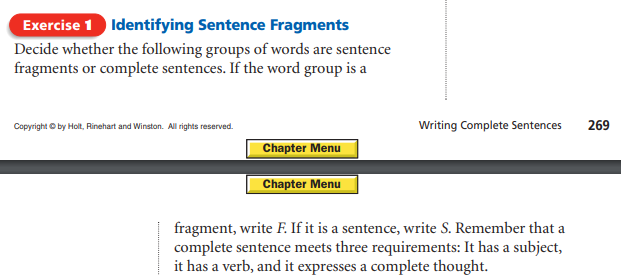 Exercise 1 Identifying Sentence Fragments
Decide whether the following groups of words are sentence
fragments or complete sentences. If the word group is a
Copyright © by Holt, Rinehart and Winston. All rights reserved.
Writing Complete Sentences 269
Chapter Menu
Chapter Menu
fragment, write F. If it is a sentence, write S. Remember that a
complete sentence meets three requirements: It has a subject,
it has a verb, and it expresses a complete thought.